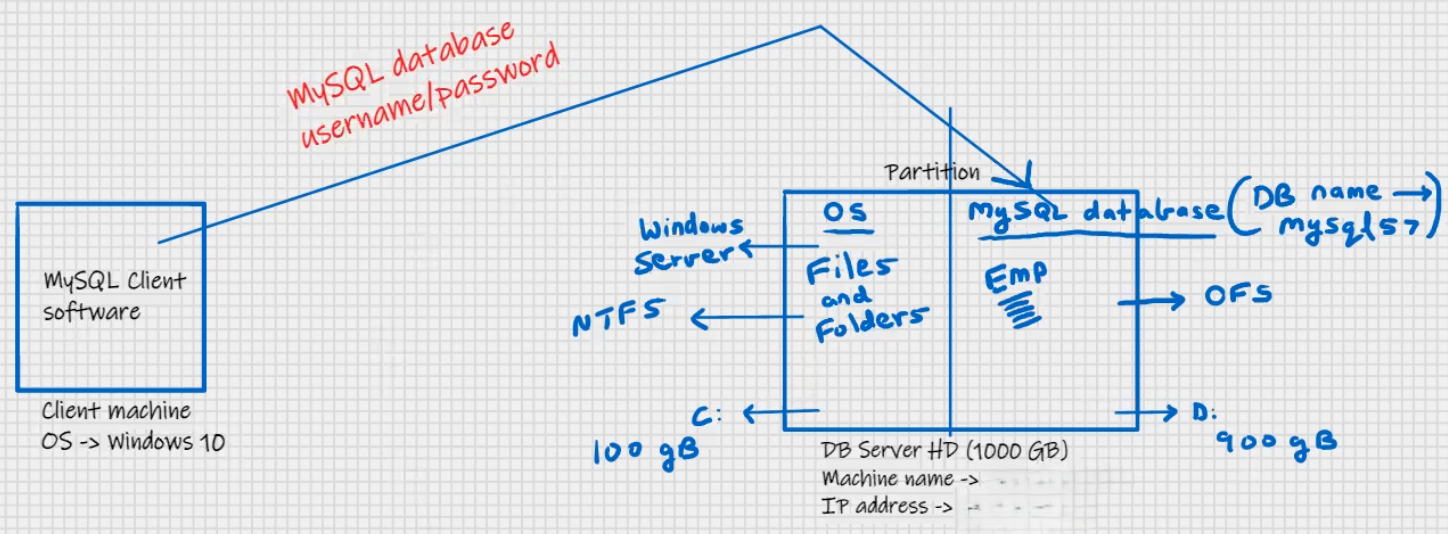 MySQL database
username/password
MySQL Client
software
Client machine
OS -> Windows 10
Partition
OS
MySQL database (DB name →
mysql57)
Windows
Server
Files
and
Folders
NTFS
Emp
OFS
C:
100 gB
D:
900 gB
DB Server HD (1000 GB)
Machine name ->
IP address ->